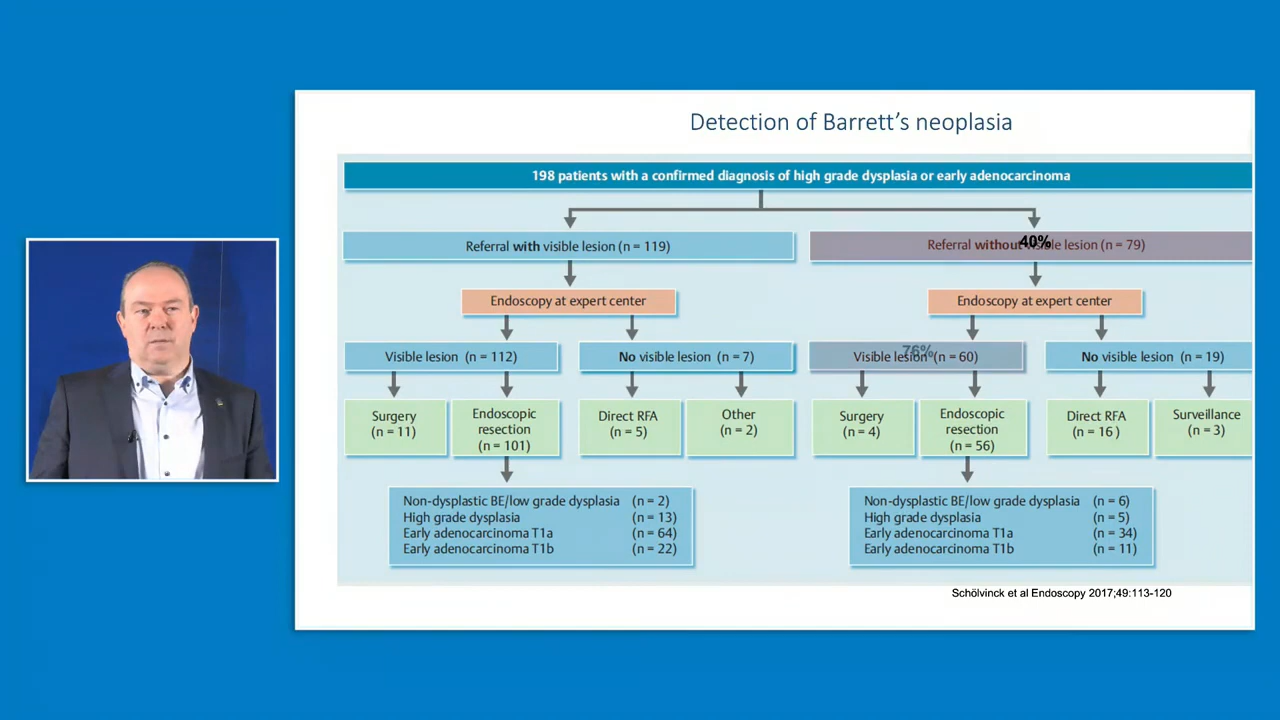 Detection of Barrett's neoplasia
198 patients with a confirmed diagnosis of high grade dysplasia or early adenocarcinoma
Referral with visible lesion (n = 119)
Referral without visible lesion (n = 79)
40%
Endoscopy at expert center
Endoscopy at expert center
Visible lesion (n = 112)
No visible lesion (n = 7)
76%
Visible lesion (n = 60)
No visible lesion (n = 19)
Surgery
(n = 11)
Endoscopic
resection
(n = 101)
Direct RFA
(n = 5)
Other
(n = 2)
Surgery
(n = 4)
Endoscopic
resection
(n = 56)
Direct RFA
(n = 16 )
Surveillance
(n = 3)
Non-dysplastic BE/low grade dysplasia (n = 2)
High grade dysplasia (n = 13)
Early adenocarcinoma T1a (n = 64)
Early adenocarcinoma T1b (n = 22)
Non-dysplastic BE/low grade dysplasia (n = 6)
High grade dysplasia (n = 5)
Early adenocarcinoma T1a (n = 34)
Early adenocarcinoma T1b (n = 11)
Schölvinck et al Endoscopy 2017;49:113-120